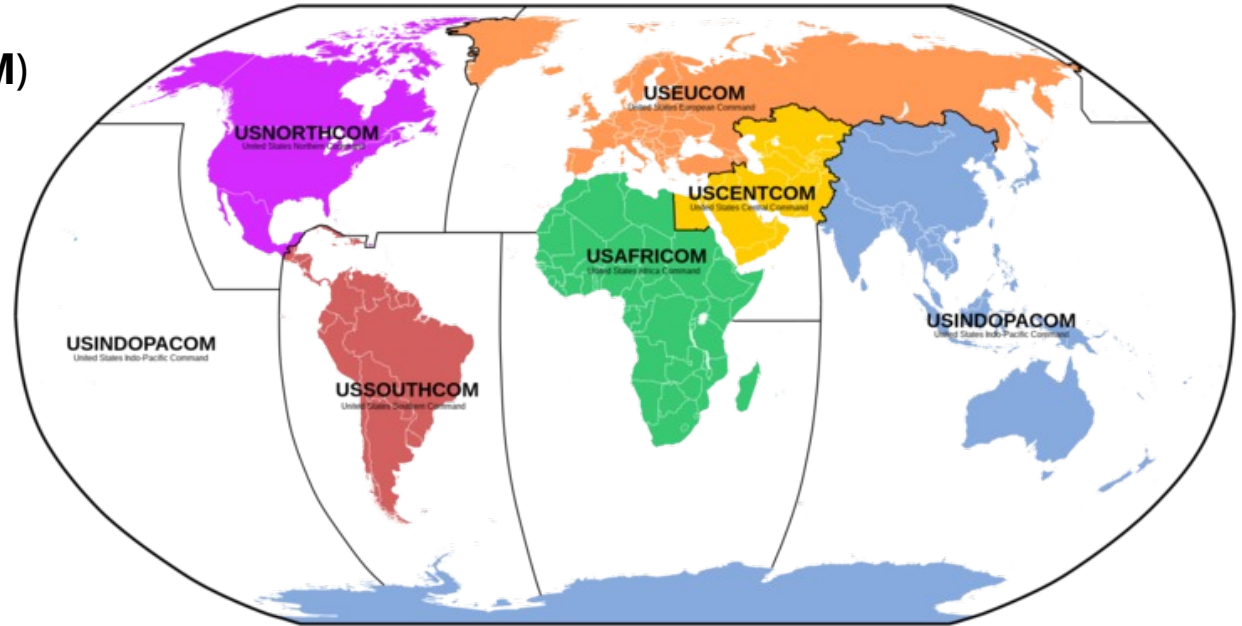 M)
USEUCOM
United States European Command
USNORTHCOM
United States Northern Command
USCENTCOM
United States Central Command
USAFRICOM
United States Africa Command
USINDOPACOM
United States Indo-Pacific Command
USINDOPACOM
United States Indo-Pacific Command
USSOUTHCOM
United States Southern Command